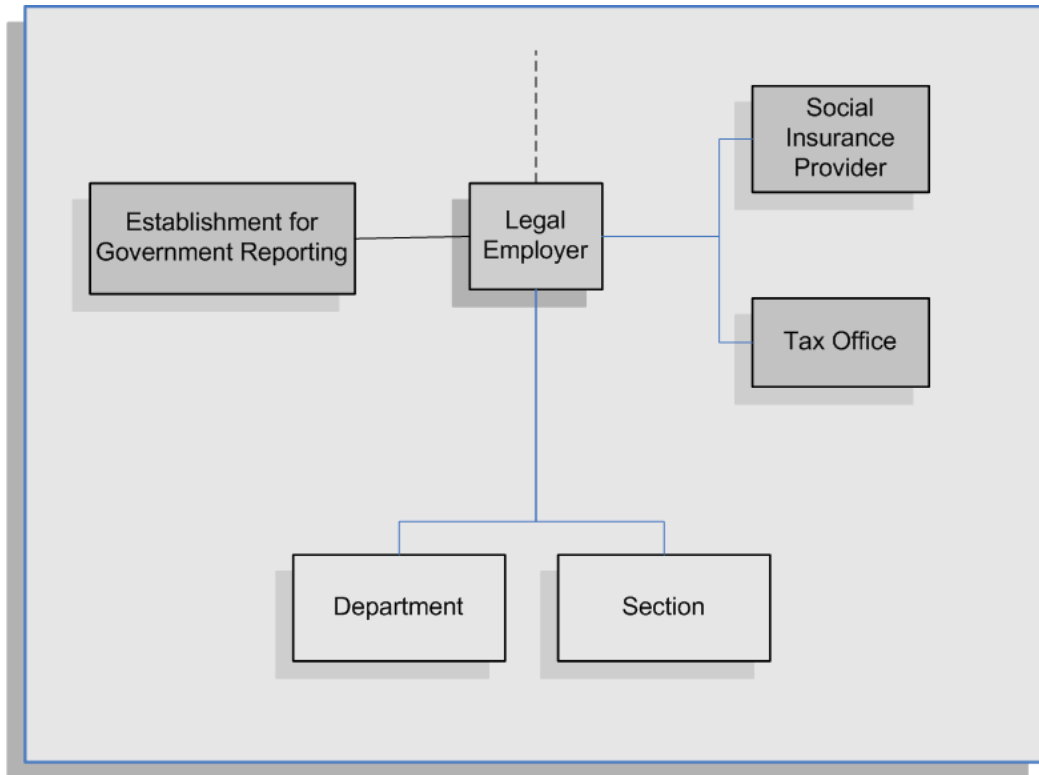 Social
Insurance
Provider
Establishment for
Government Reporting
Legal
Employer
Tax Office
Department
Section